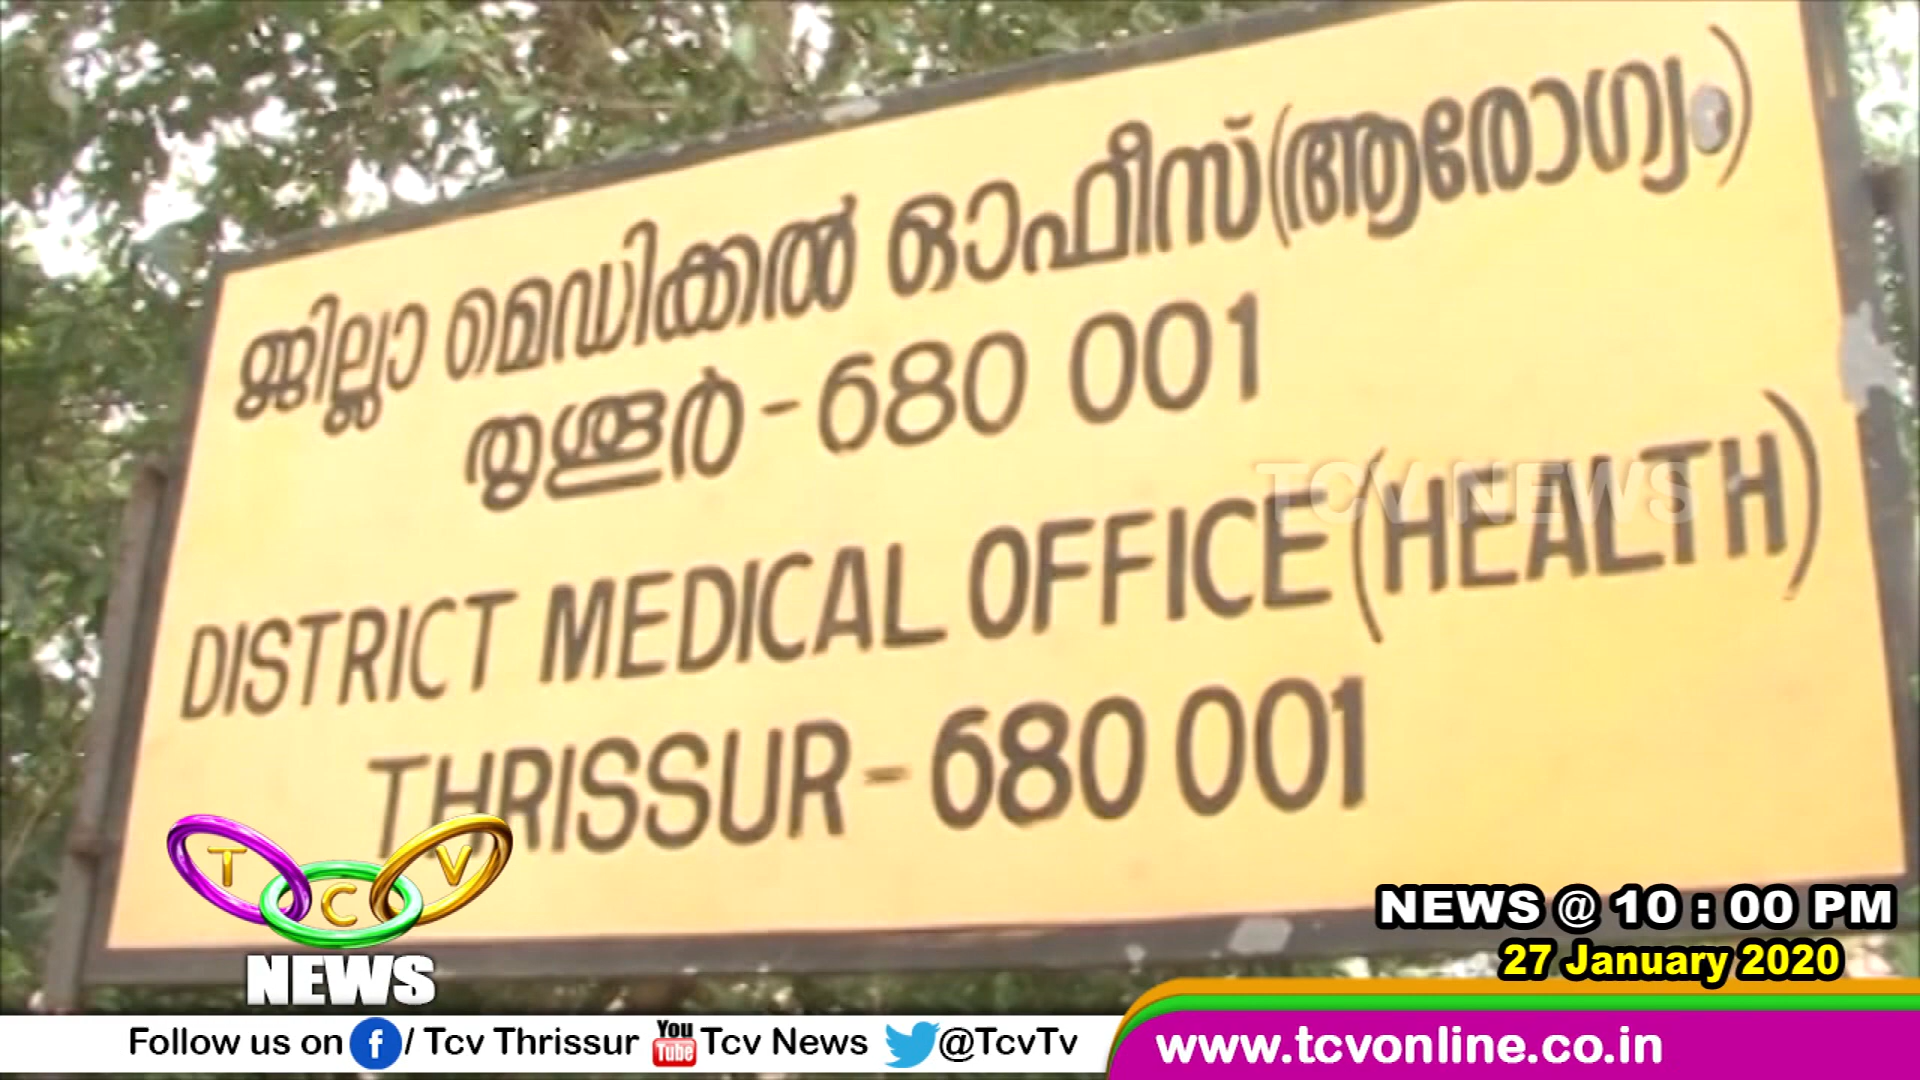 ജില്ലാ മെഡിക്കൽ ഓഫീസ് (ആരോഗ്യം)
തൃശ്ശൂർ - 680 001
DISTRICT MEDICAL OFFICE (HEALTH)
THRISSUR - 680 001
TCV NEWS
T C V
NEWS
NEWS @ 10 : 00 PM
27 January 2020
Follow us on f / Tcv Thrissur You Tube Tcv News @TcvTv
www.tcvonline.co.in